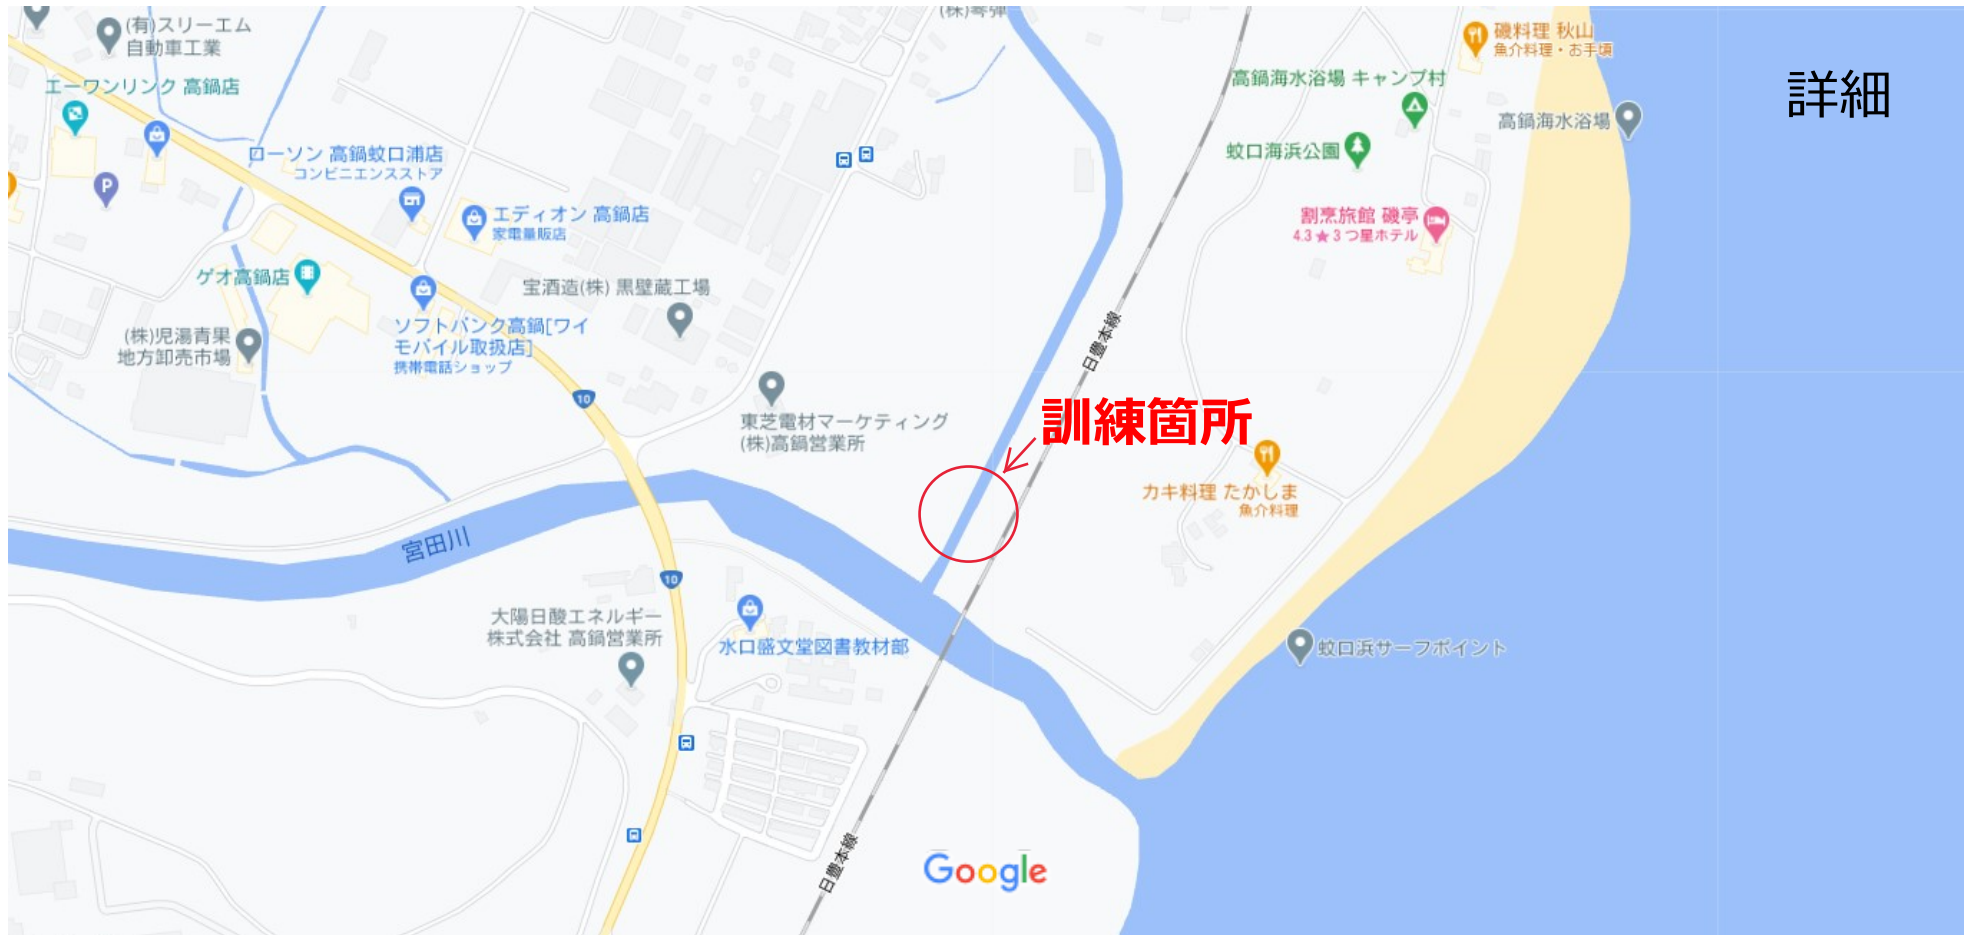 (株)琴弾
(有)スリーエム
自動車工業
磯料理 秋山
魚介料理・お手頃
エーワンリンク 高鍋店
高鍋海水浴場 キャンプ村
詳細
高鍋海水浴場
ローソン 高鍋蚊口浦店
コンビニエンスストア
蚊口海浜公園
P
エディオン 高鍋店
家電量販店
割烹旅館 磯亭
4.3★3つ星ホテル
ゲオ高鍋店
宝酒造(株) 黒壁蔵工場
(株)児湯青果
地方卸売市場
ソフトバンク高鍋[ワイ
モバイル取扱店]
携帯電話ショップ
日豊本線
10
東芝電材マーケティング
(株)高鍋営業所
訓練箇所
カキ料理 たかしま
魚介料理
宮田川
10
大陽日酸エネルギー
株式会社 高鍋営業所
水口盛文堂図書教材部
蚊口浜サーフポイント
日豊本線
Google